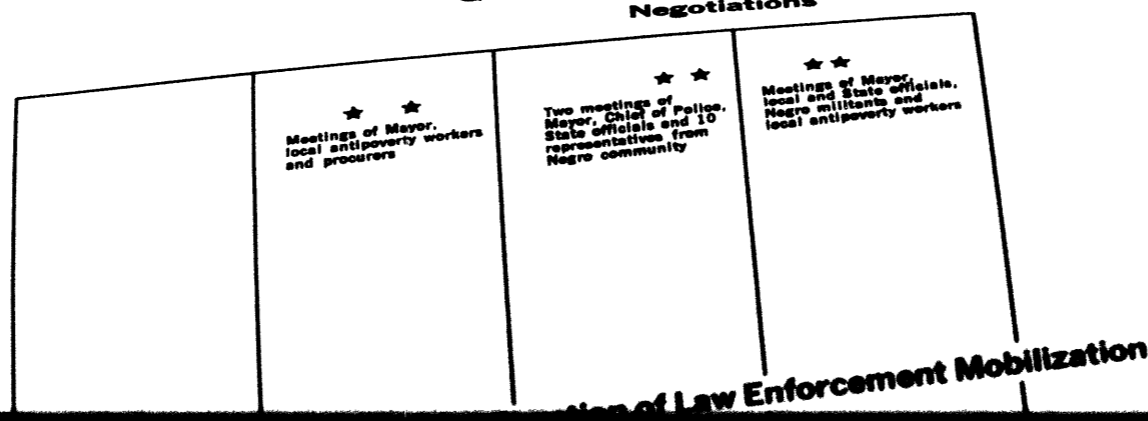 Negotiations
Meetings of Mayor,
local antipoverty workers
and procurers
Two meetings of
Mayor, Chief of Police,
State officials and 10
representatives from
Negro community
Meetings of Mayor,
local and State officials,
Negro militants and
local antipoverty workers
of Law Enforcement Mobilization